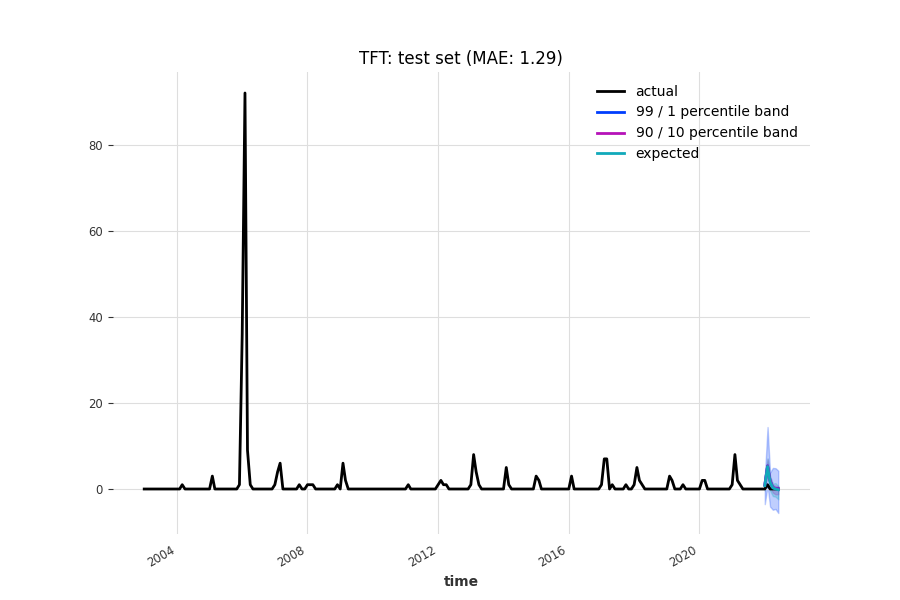 TFT: test set (MAE: 1.29)
actual
99 / 1 percentile band
90 / 10 percentile band
expected
80
60
40
20
0
2004
2008
2012
2016
2020
time